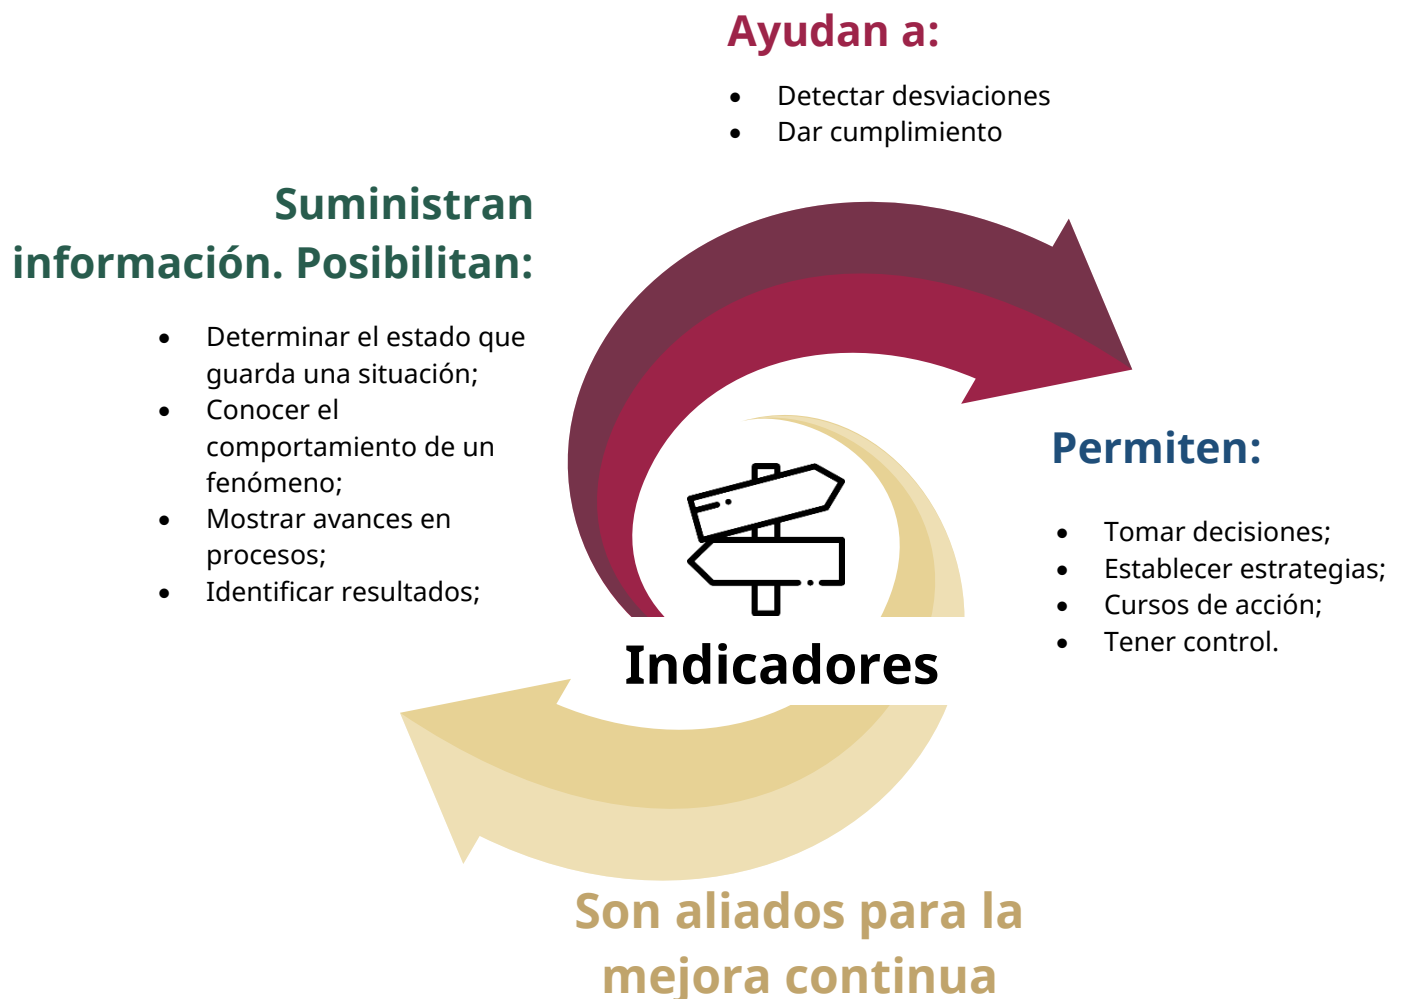 Ayudan a:
• Detectar desviaciones
• Dar cumplimiento
Suministran
información. Posibilitan:
• Determinar el estado que
guarda una situación;
• Conocer el
comportamiento de un
fenómeno;
• Mostrar avances en
procesos;
• Identificar resultados;
Permiten:
• Tomar decisiones;
• Establecer estrategias;
• Cursos de acción;
• Tener control.
Indicadores
Son aliados para la
mejora continua